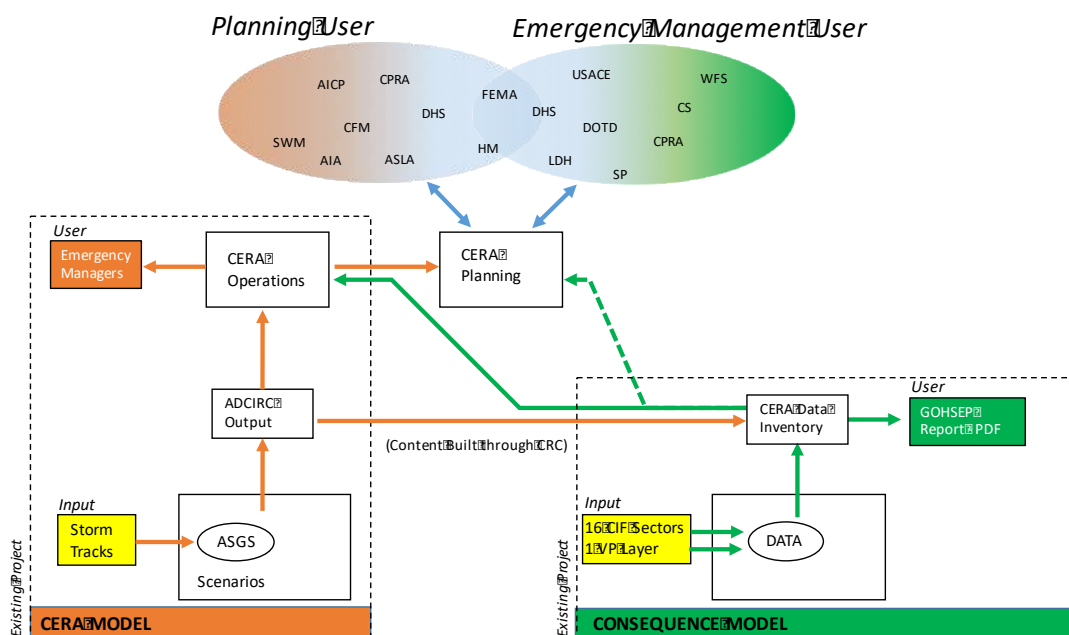 Planning User
Emergency Management User
AICP
CPRA
SWM
CFM
AIA
ASLA
DHS
FEMA
HM
DHS
USACE
DOTD
LDH
SP
CS
CPRA
WFS
User
Emergency
Managers
CERA
Operations
CERA
Planning
ADCIRC
Output
(Content Built through CRC)
Input
Storm
Tracks
ASGS
Scenarios
Existing Project
CERA MODEL
CERA Data
Inventory
User
GOHSEP
Report PDF
Input
16 CIF Sectors
1 VP Layer
DATA
Existing Project
CONSEQUENCE MODEL